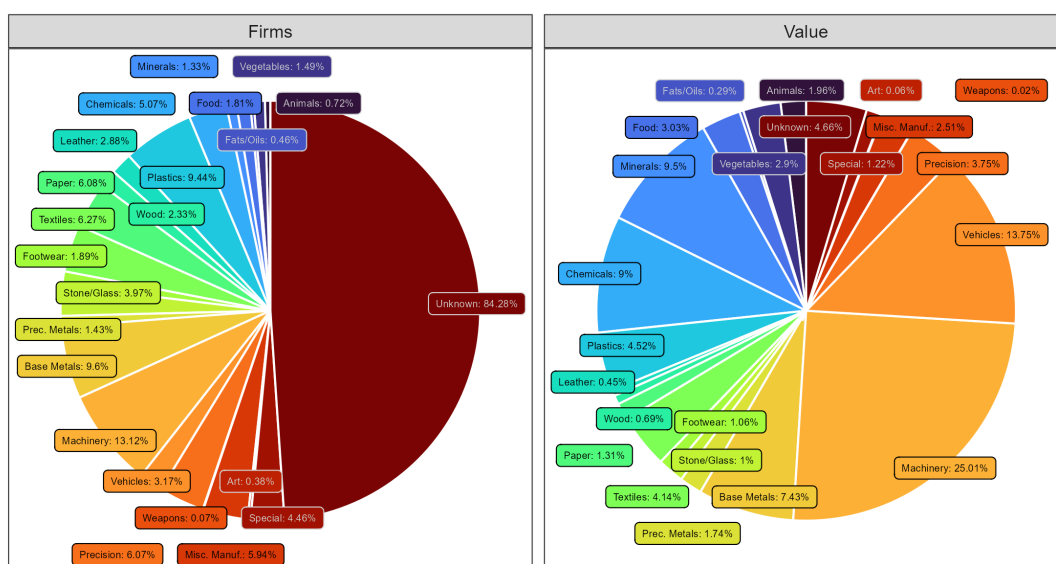 Firms
Minerals: 1.33%
Vegetables: 1.49%
Chemicals: 5.07%
Food: 1.81%
Animals: 0.72%
Leather: 2.88%
Fats/Oils: 0.46%
Plastics: 9.44%
Paper: 6.08%
Wood: 2.33%
Textiles: 6.27%
Footwear: 1.89%
Stone/Glass: 3.97%
Unknown: 84.28%
Prec. Metals: 1.43%
Base Metals: 9.6%
Machinery: 13.12%
Vehicles: 3.17%
Art: 0.38%
Weapons: 0.07%
Special: 4.46%
Precision: 6.07%
Misc. Manuf.: 5.94%
Value
Fats/Oils: 0.29%
Animals: 1.96%
Art: 0.06%
Weapons: 0.02%
Food: 3.03%
Unknown: 4.66%
Misc. Manuf.: 2.51%
Minerals: 9.5%
Vegetables: 2.9%
Special: 1.22%
Precision: 3.75%
Vehicles: 13.75%
Chemicals: 9%
Plastics: 4.52%
Leather: 0.45%
Wood: 0.69%
Footwear: 1.06%
Paper: 1.31%
Stone/Glass: 1%
Machinery: 25.01%
Textiles: 4.14%
Base Metals: 7.43%
Prec. Metals: 1.74%